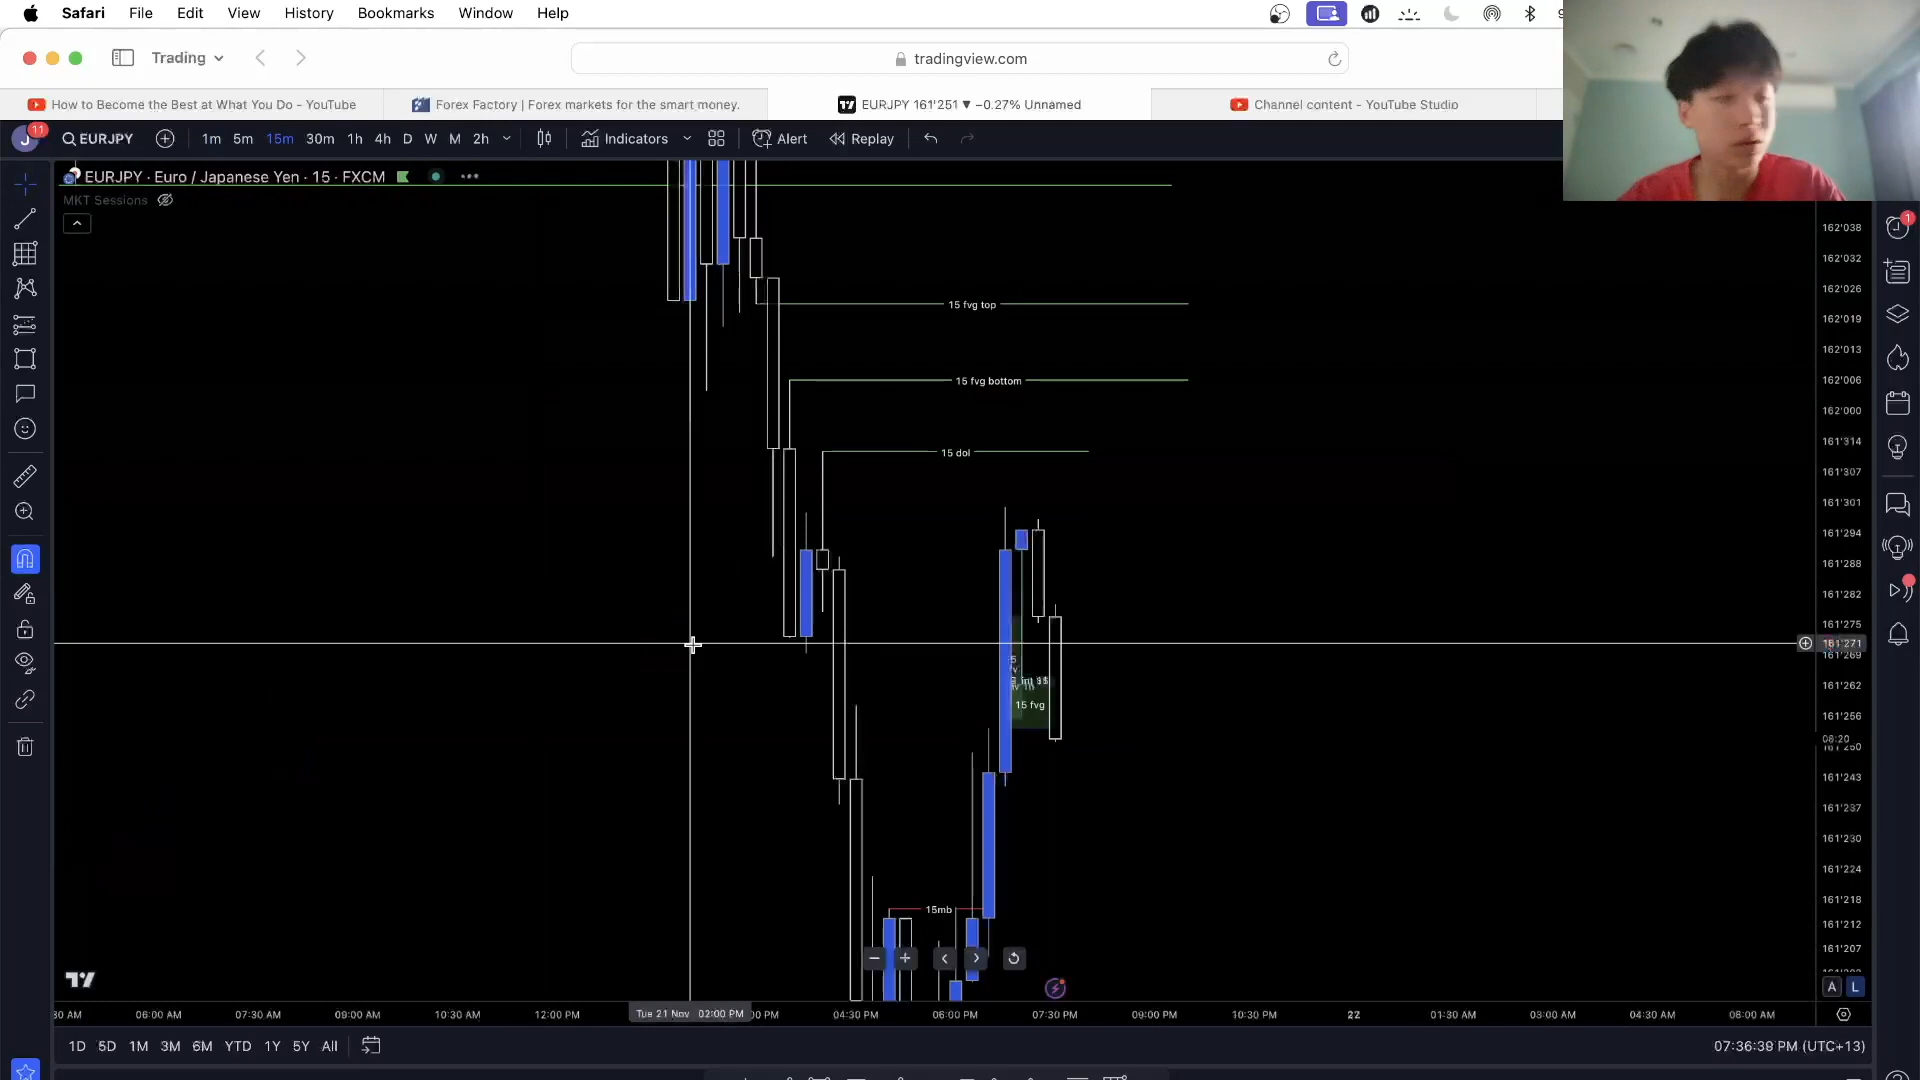 Safari File Edit View History Bookmarks Window Help
Trading
tradingview.com
How to Become the Best at What You Do - YouTube
Forex Factory | Forex markets for the smart money.
EURJPY 161'251 ▼ −0.27% Unnamed
Channel content - YouTube Studio
J 11 EURJPY 1m 5m 15m 30m 1h 4h D W M 2h Indicators Alert Replay
EURJPY · Euro / Japanese Yen · 15 · FXCM
MKT Sessions
1
162'038
162'032
162'026
15 fvg top
162'019
162'013
15 fvg bottom
162'006
162'000
161'314
15 dol
161'307
161'301
161'294
161'288
161'282
161'275
161'271
161'269
161'262
15 fvg
161'256
08:20
161'243
161'237
161'230
161'224
161'218
15mb
161'212
161'207
A L
06:00 AM 07:30 AM 09:00 AM 10:30 AM 12:00 PM Tue 21 Nov 02:00 PM 04:30 PM 06:00 PM 07:30 PM 09:00 PM 10:30 PM 22 01:30 AM 03:00 AM 04:30 AM 06:00 AM
1D 5D 1M 3M 6M YTD 1Y 5Y All
07:36:39 PM (UTC+13)